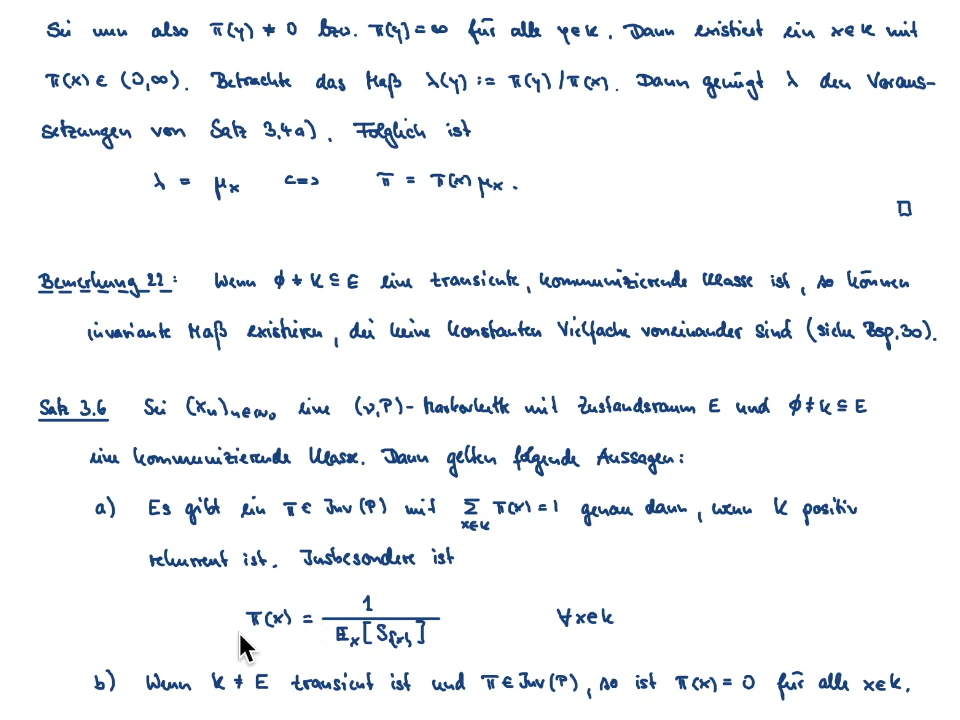 Sei nun also π(y) ≠ 0 bzw. π(y) = ∞ für alle y∈K. Dann existiert ein x∈K mit
π(x) ∈ (0,∞). Betrachte das Maß λ(y) := π(y)/π(x). Dann genügt λ den Voraus-
setzungen von Satz 3.4a). Folglich ist
λ = μₓ ⟺ π = π(x) μₓ.
□
Bemerkung 22: Wenn ∅ ≠ K ⊆ E eine transiente, kommunizierende Klasse ist, so können
invariante Maß existieren, die keine konstanten Vielfache voneinander sind (siehe Bsp. 30).
Satz 3.6 Sei (Xₙ)ₙ∈ℕ₀ eine (ν,P)-Markovkette mit Zustandsraum E und ∅ ≠ K ⊆ E
eine kommunizierende Klasse. Dann gelten folgende Aussagen:
a) Es gibt ein π ∈ Inv(P) mit Σ_{x∈K} π(x) = 1 genau dann, wenn K positiv
rekurrent ist. Insbesondere ist
π(x) = 1 / 𝔼ₓ[S_{x}] ∀x∈K
b) Wenn K ≠ E transient ist und π∈Inv(P), so ist π(x) = 0 für alle x∈K.